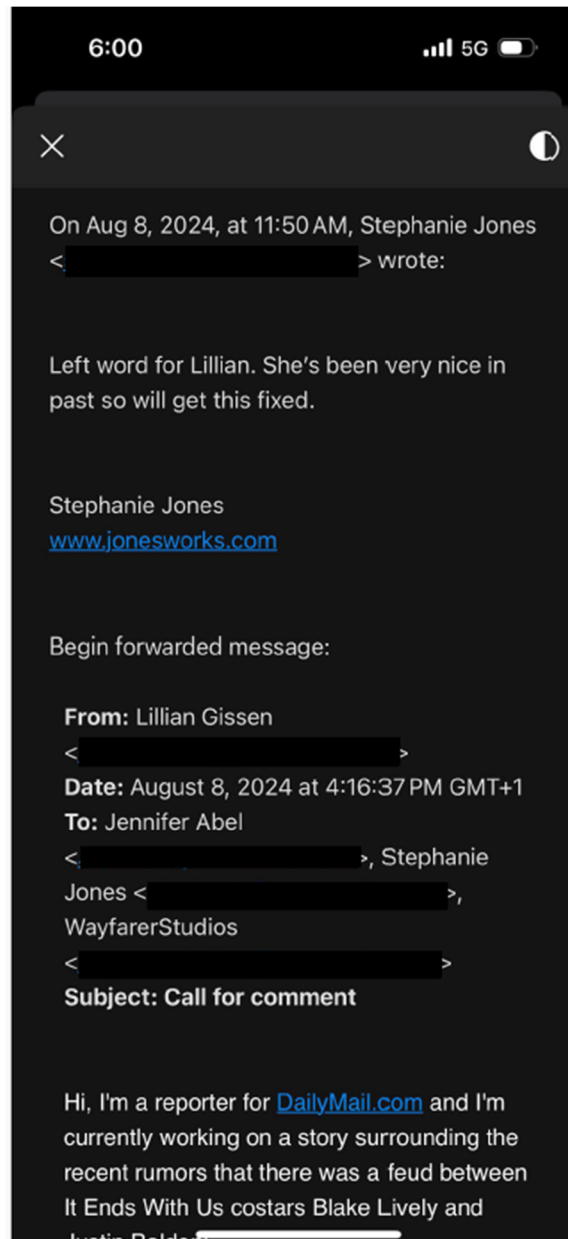 6:00
5G
On Aug 8, 2024, at 11:50 AM, Stephanie Jones
< > wrote:
Left word for Lillian. She's been very nice in
past so will get this fixed.
Stephanie Jones
www.jonesworks.com
Begin forwarded message:
From: Lillian Gissen
< >
Date: August 8, 2024 at 4:16:37 PM GMT+1
To: Jennifer Abel
< >, Stephanie
Jones < >,
WayfarerStudios
< >
Subject: Call for comment
Hi, I'm a reporter for DailyMail.com and I'm
currently working on a story surrounding the
recent rumors that there was a feud between
It Ends With Us costars Blake Lively and